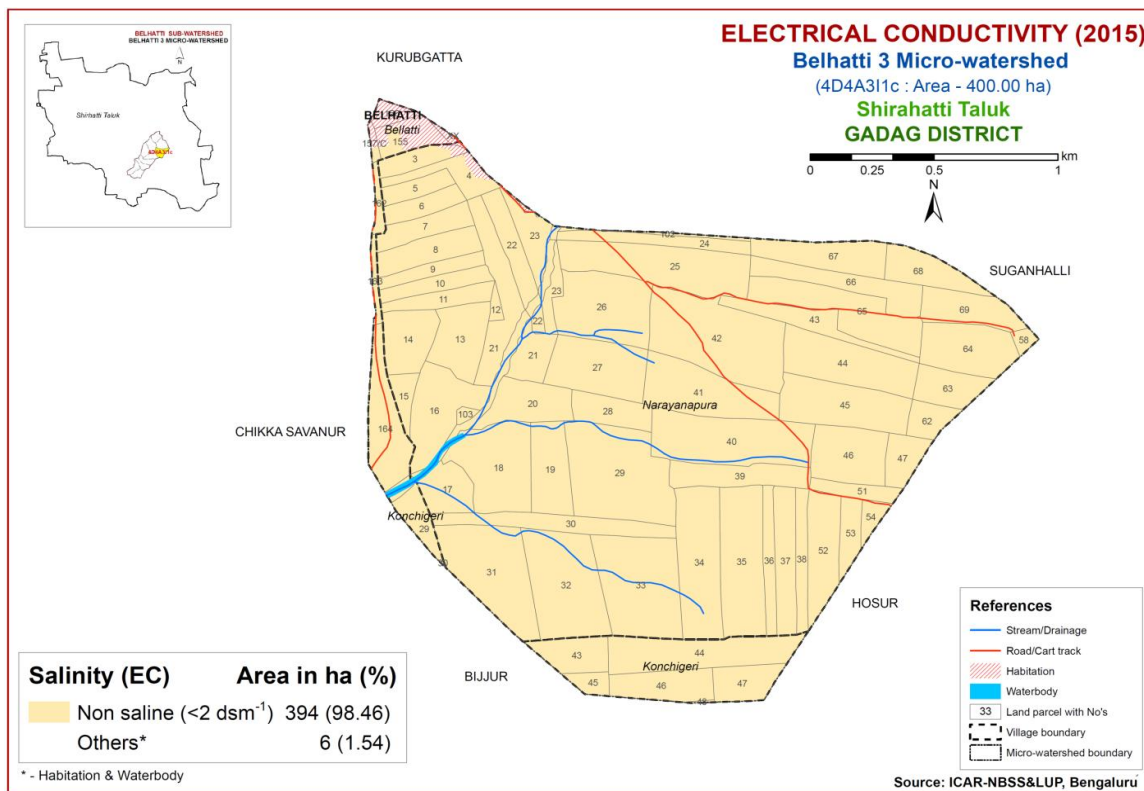 BELHATTI SUB-WATERSHED
BELHATTI 3 MICRO-WATERSHED
N
Shirhatti Taluk
4D4A3I1c
ELECTRICAL CONDUCTIVITY (2015)
Belhatti 3 Micro-watershed
(4D4A3I1c : Area - 400.00 ha)
Shirahatti Taluk
GADAG DISTRICT
km
0 0.25 0.5 1
N
KURUBGATTA
BELHATTI
Bellatti
157/C 155
3
4
5
162
6
7
8
9
163
10
11
22
23
102
24
67
68
SUGANHALLI
25
66
23
12
26
43
65
69
22
58
14
13
21
21
42
64
27
44
63
15
41
16
103
20
28
Narayanapura
45
62
CHIKKA SAVANUR
164
40
46
47
18
19
29
39
17
51
Konchigeri
29
30
54
53
52
31
32
33
34
35
36
37
38
HOSUR
BIJJUR
43
44
Konchigeri
45
46
47
48
Salinity (EC) Area in ha (%)
Non saline (<2 dsm-1) 394 (98.46)
Others* 6 (1.54)
* - Habitation & Waterbody
References
Stream/Drainage
Road/Cart track
Habitation
Waterbody
33 Land parcel with No's
Village boundary
Micro-watershed boundary
Source: ICAR-NBSS&LUP, Bengaluru